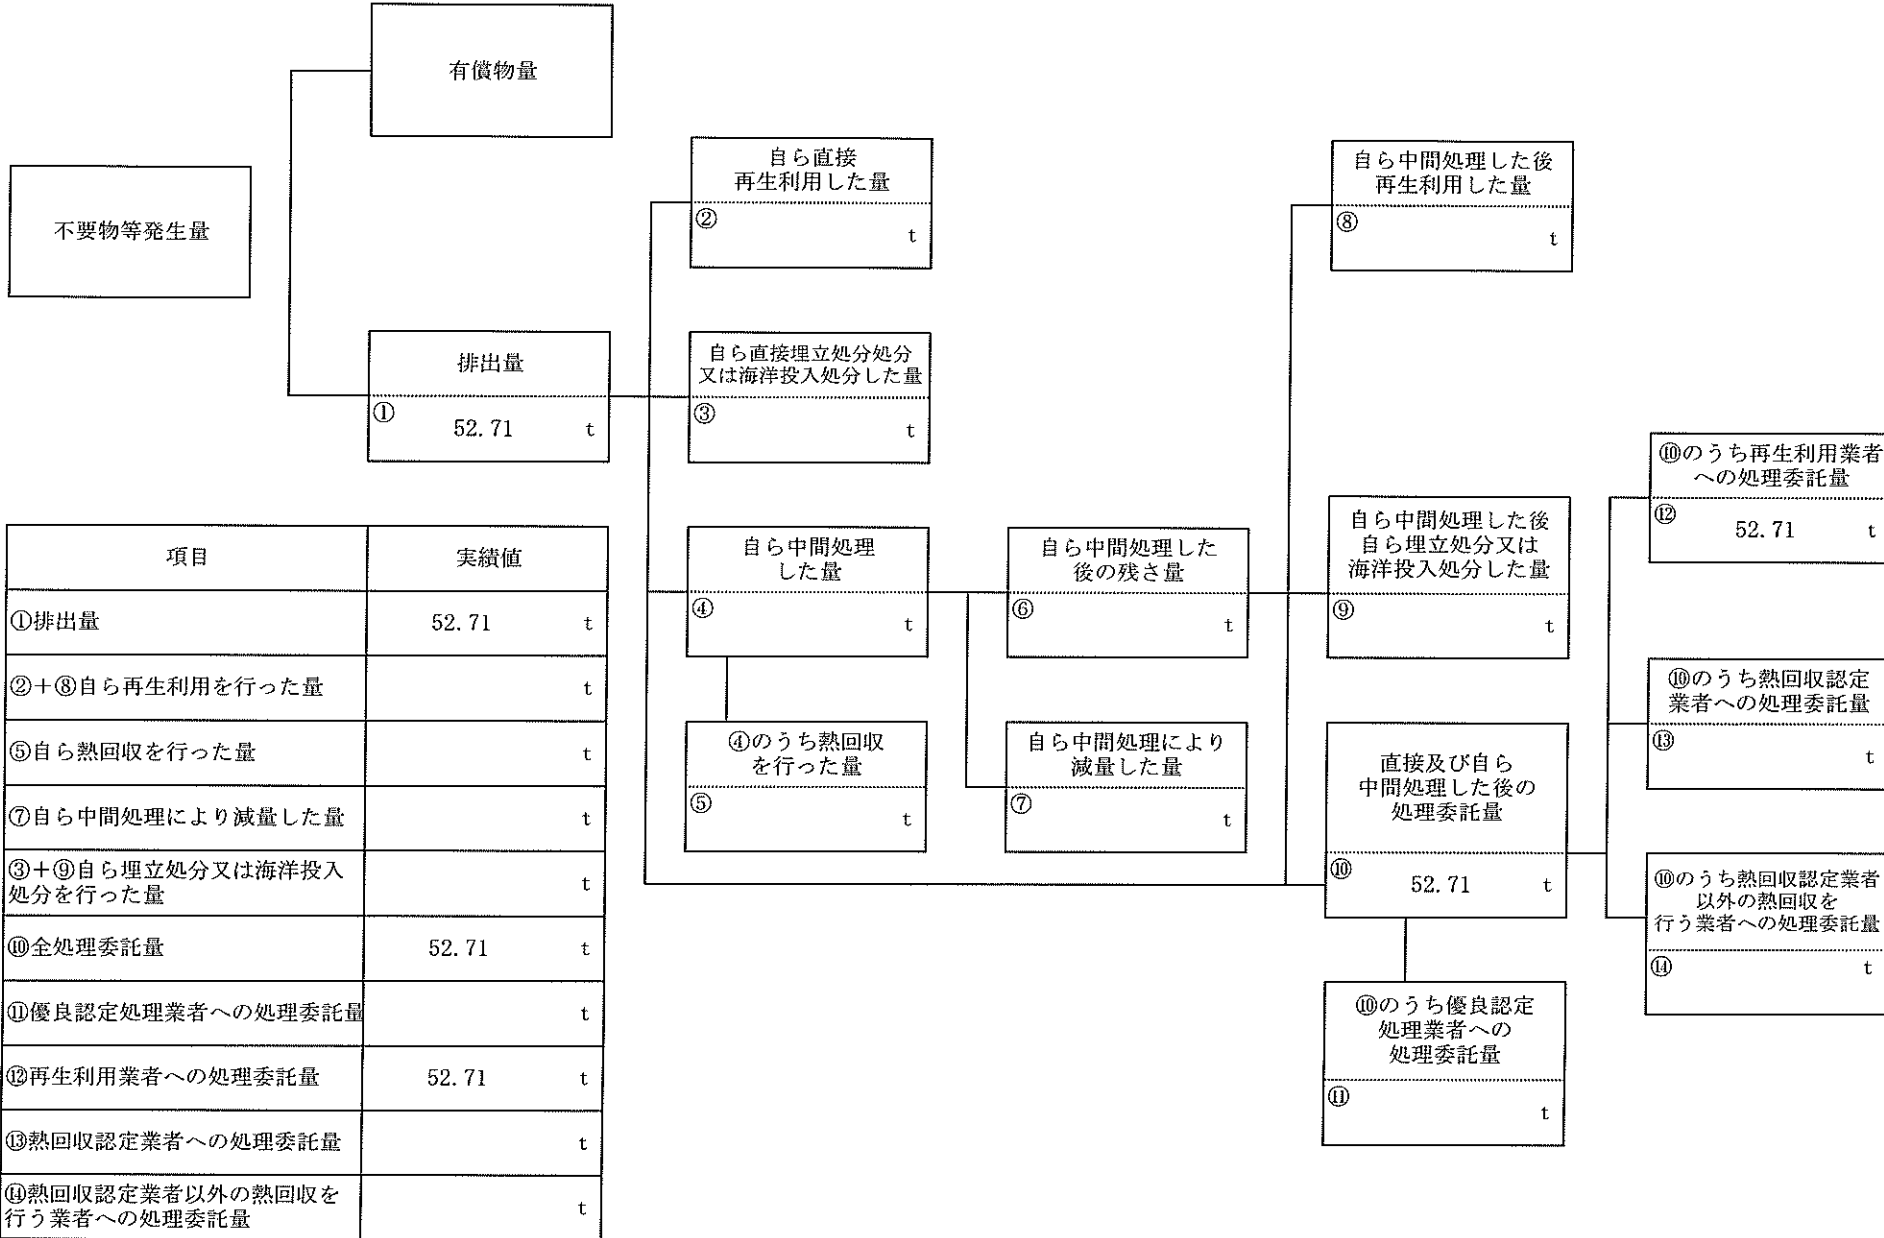 有償物量
不要物等発生量
排出量
① 52.71 t
自ら直接
再生利用した量
② t
自ら直接埋立処分処分
又は海洋投入処分した量
③ t
自ら中間処理
した量
④ t
④のうち熱回収
を行った量
⑤ t
自ら中間処理した
後の残さ量
⑥ t
自ら中間処理により
減量した量
⑦ t
自ら中間処理した後
再生利用した量
⑧ t
自ら中間処理した後
自ら埋立処分又は
海洋投入処分した量
⑨ t
直接及び自ら
中間処理した後の
処理委託量
⑩ 52.71 t
⑩のうち優良認定
処理業者への
処理委託量
⑪ t
⑩のうち再生利用業者
への処理委託量
⑫ 52.71 t
⑩のうち熱回収認定
業者への処理委託量
⑬ t
⑩のうち熱回収認定業者
以外の熱回収を
行う業者への処理委託量
⑭ t
項目 実績値
①排出量 52.71 t
②+⑧自ら再生利用を行った量 t
⑤自ら熱回収を行った量 t
⑦自ら中間処理により減量した量 t
③+⑨自ら埋立処分又は海洋投入
処分を行った量 t
⑩全処理委託量 52.71 t
⑪優良認定処理業者への処理委託量 t
⑫再生利用業者への処理委託量 52.71 t
⑬熱回収認定業者への処理委託量 t
⑭熱回収認定業者以外の熱回収を
行う業者への処理委託量 t